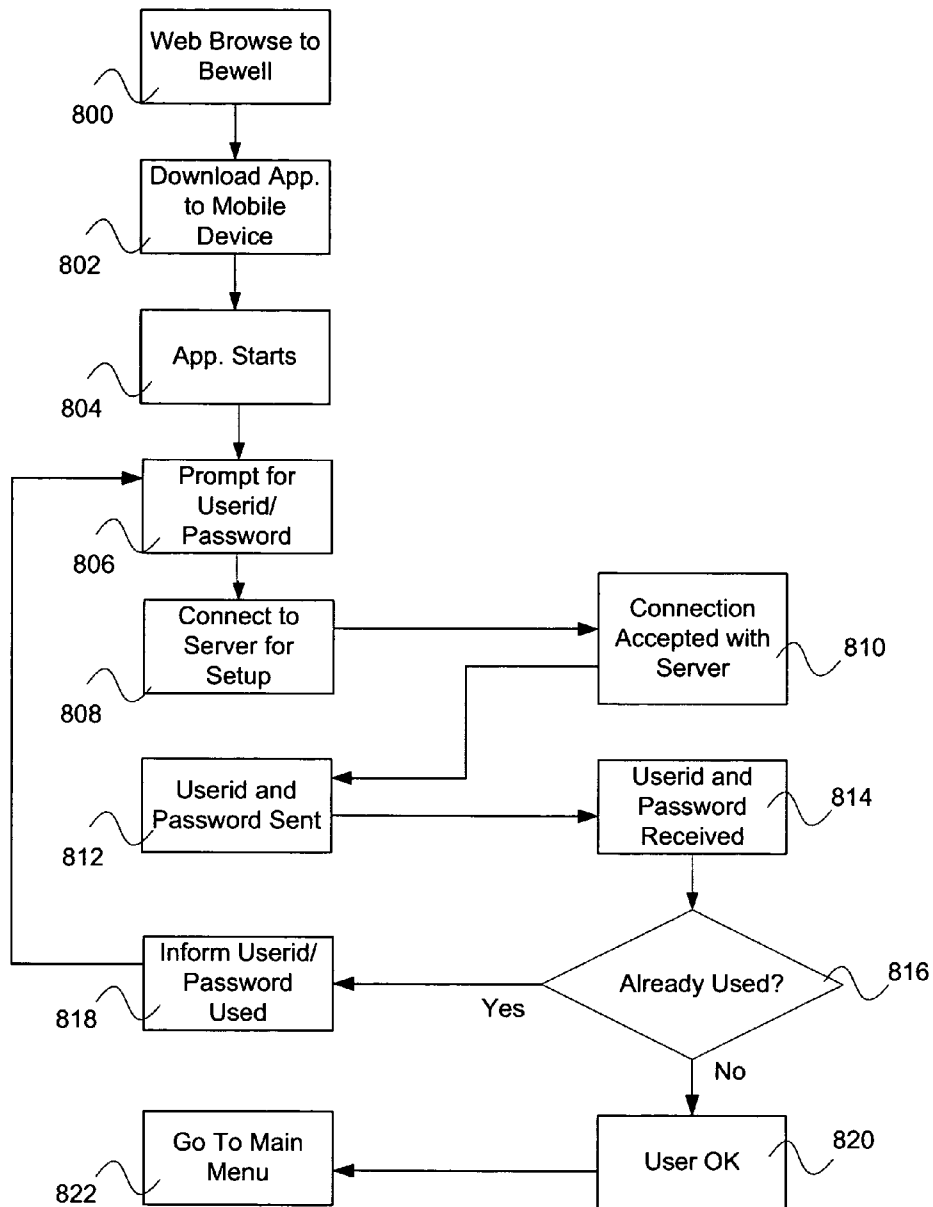 Web Browse to
Bewell
800
Download App.
to Mobile
Device
802
App. Starts
804
Prompt for
Userid/
Password
806
Connect to
Server for
Setup
808
Connection
Accepted with
Server
810
Userid and
Password Sent
812
Userid and
Password
Received
814
Already Used?
816
Yes
No
Inform Userid/
Password
Used
818
User OK
820
Go To Main
Menu
822